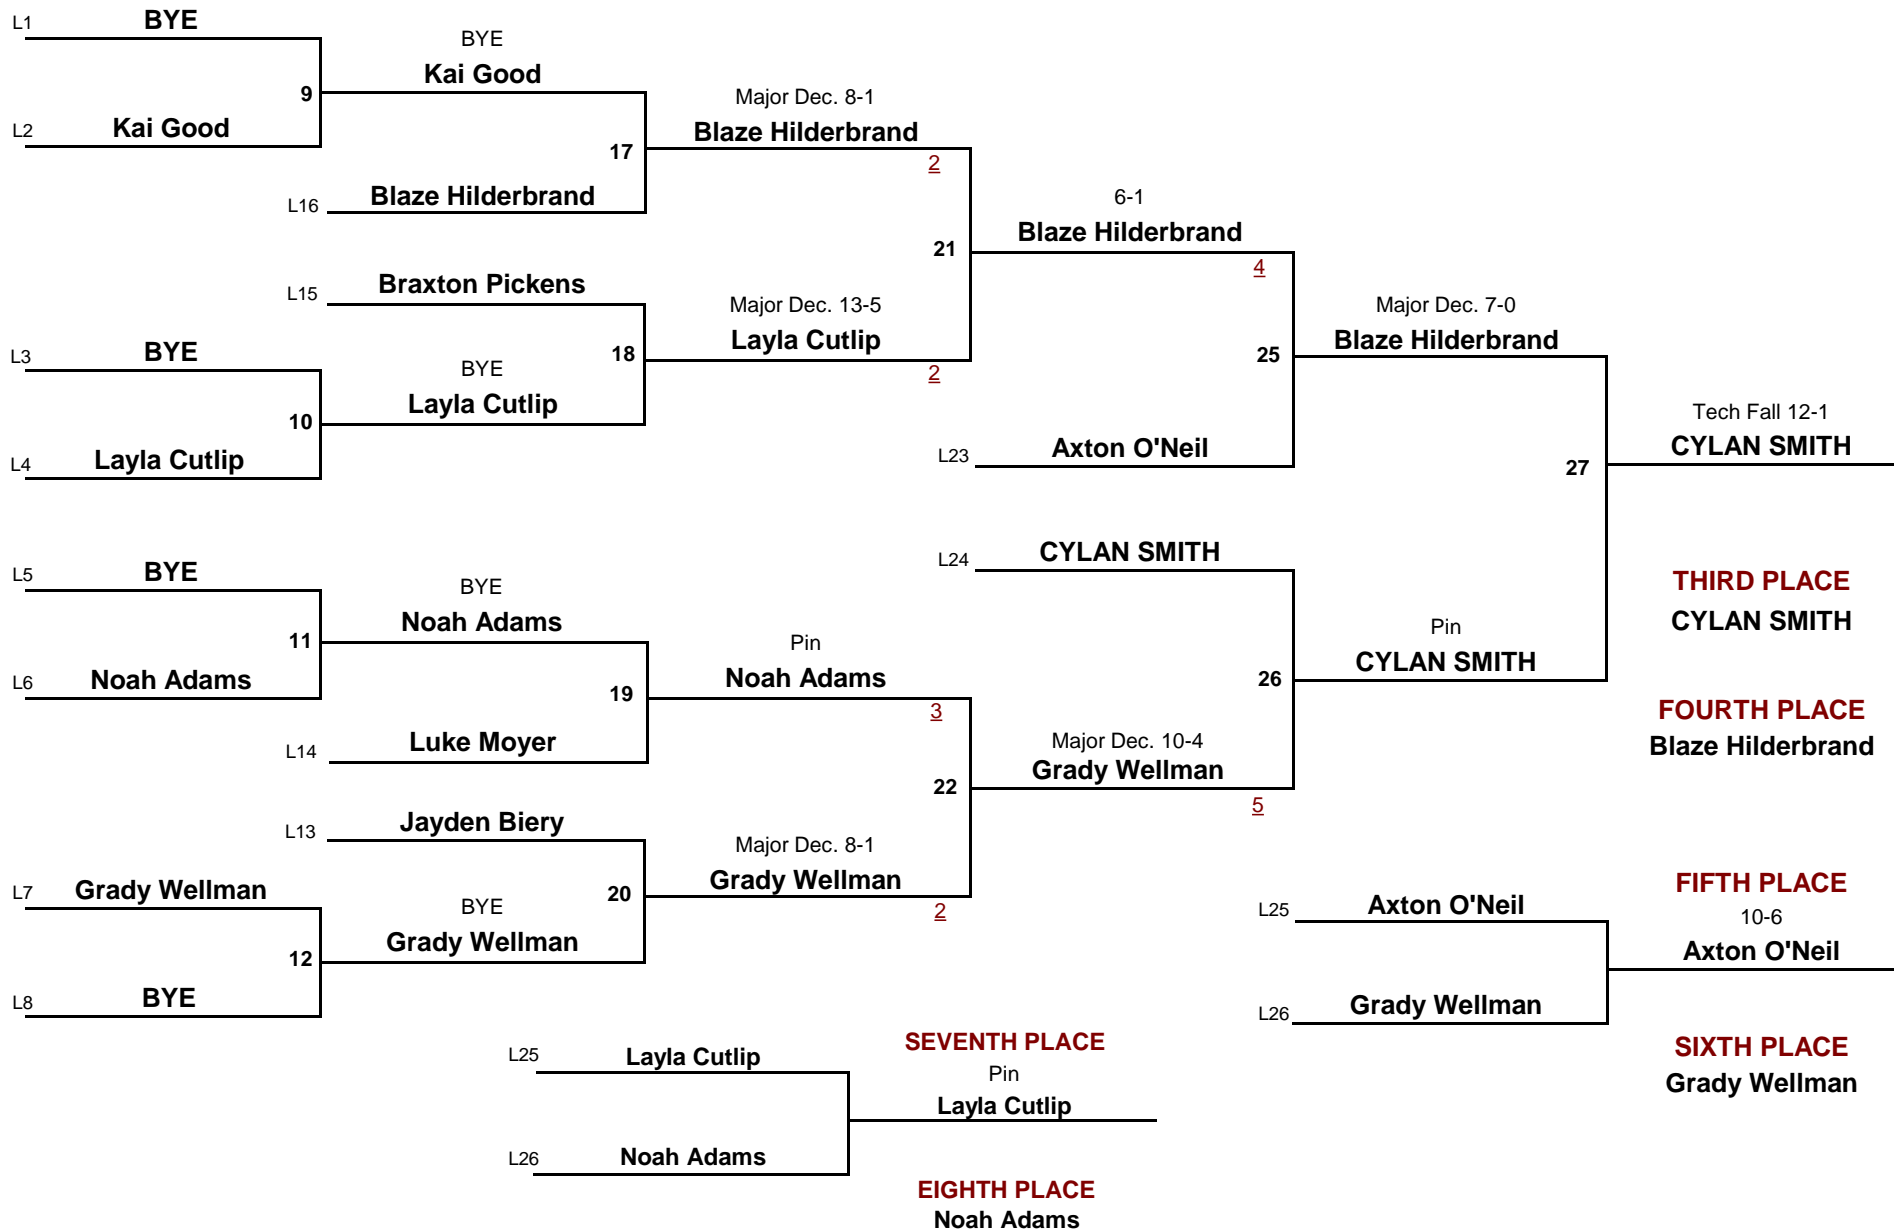 L1 BYE
BYE
Kai Good
9
Major Dec. 8-1
L2 Kai Good
Blaze Hilderbrand
17
2
L16 Blaze Hilderbrand
6-1
Blaze Hilderbrand
21
4
L15 Braxton Pickens
Major Dec. 13-5
Layla Cutlip
Major Dec. 7-0
Blaze Hilderbrand
L3 BYE
18
25
BYE
Layla Cutlip
2
10
Tech Fall 12-1
CYLAN SMITH
L4 Layla Cutlip
L23 Axton O'Neil
27
L24 CYLAN SMITH
L5 BYE
BYE
Noah Adams
THIRD PLACE
CYLAN SMITH
11
Pin
Noah Adams
Pin
CYLAN SMITH
L6 Noah Adams
19
26
3
FOURTH PLACE
Blaze Hilderbrand
L14 Luke Moyer
Major Dec. 10-4
Grady Wellman
22
5
L13 Jayden Biery
Major Dec. 8-1
Grady Wellman
L7 Grady Wellman
20
2
BYE
Grady Wellman
12
L8 BYE
FIFTH PLACE
L25 Axton O'Neil
10-6
Axton O'Neil
L26 Grady Wellman
SIXTH PLACE
Grady Wellman
SEVENTH PLACE
L25 Layla Cutlip
Pin
Layla Cutlip
L26 Noah Adams
EIGHTH PLACE
Noah Adams